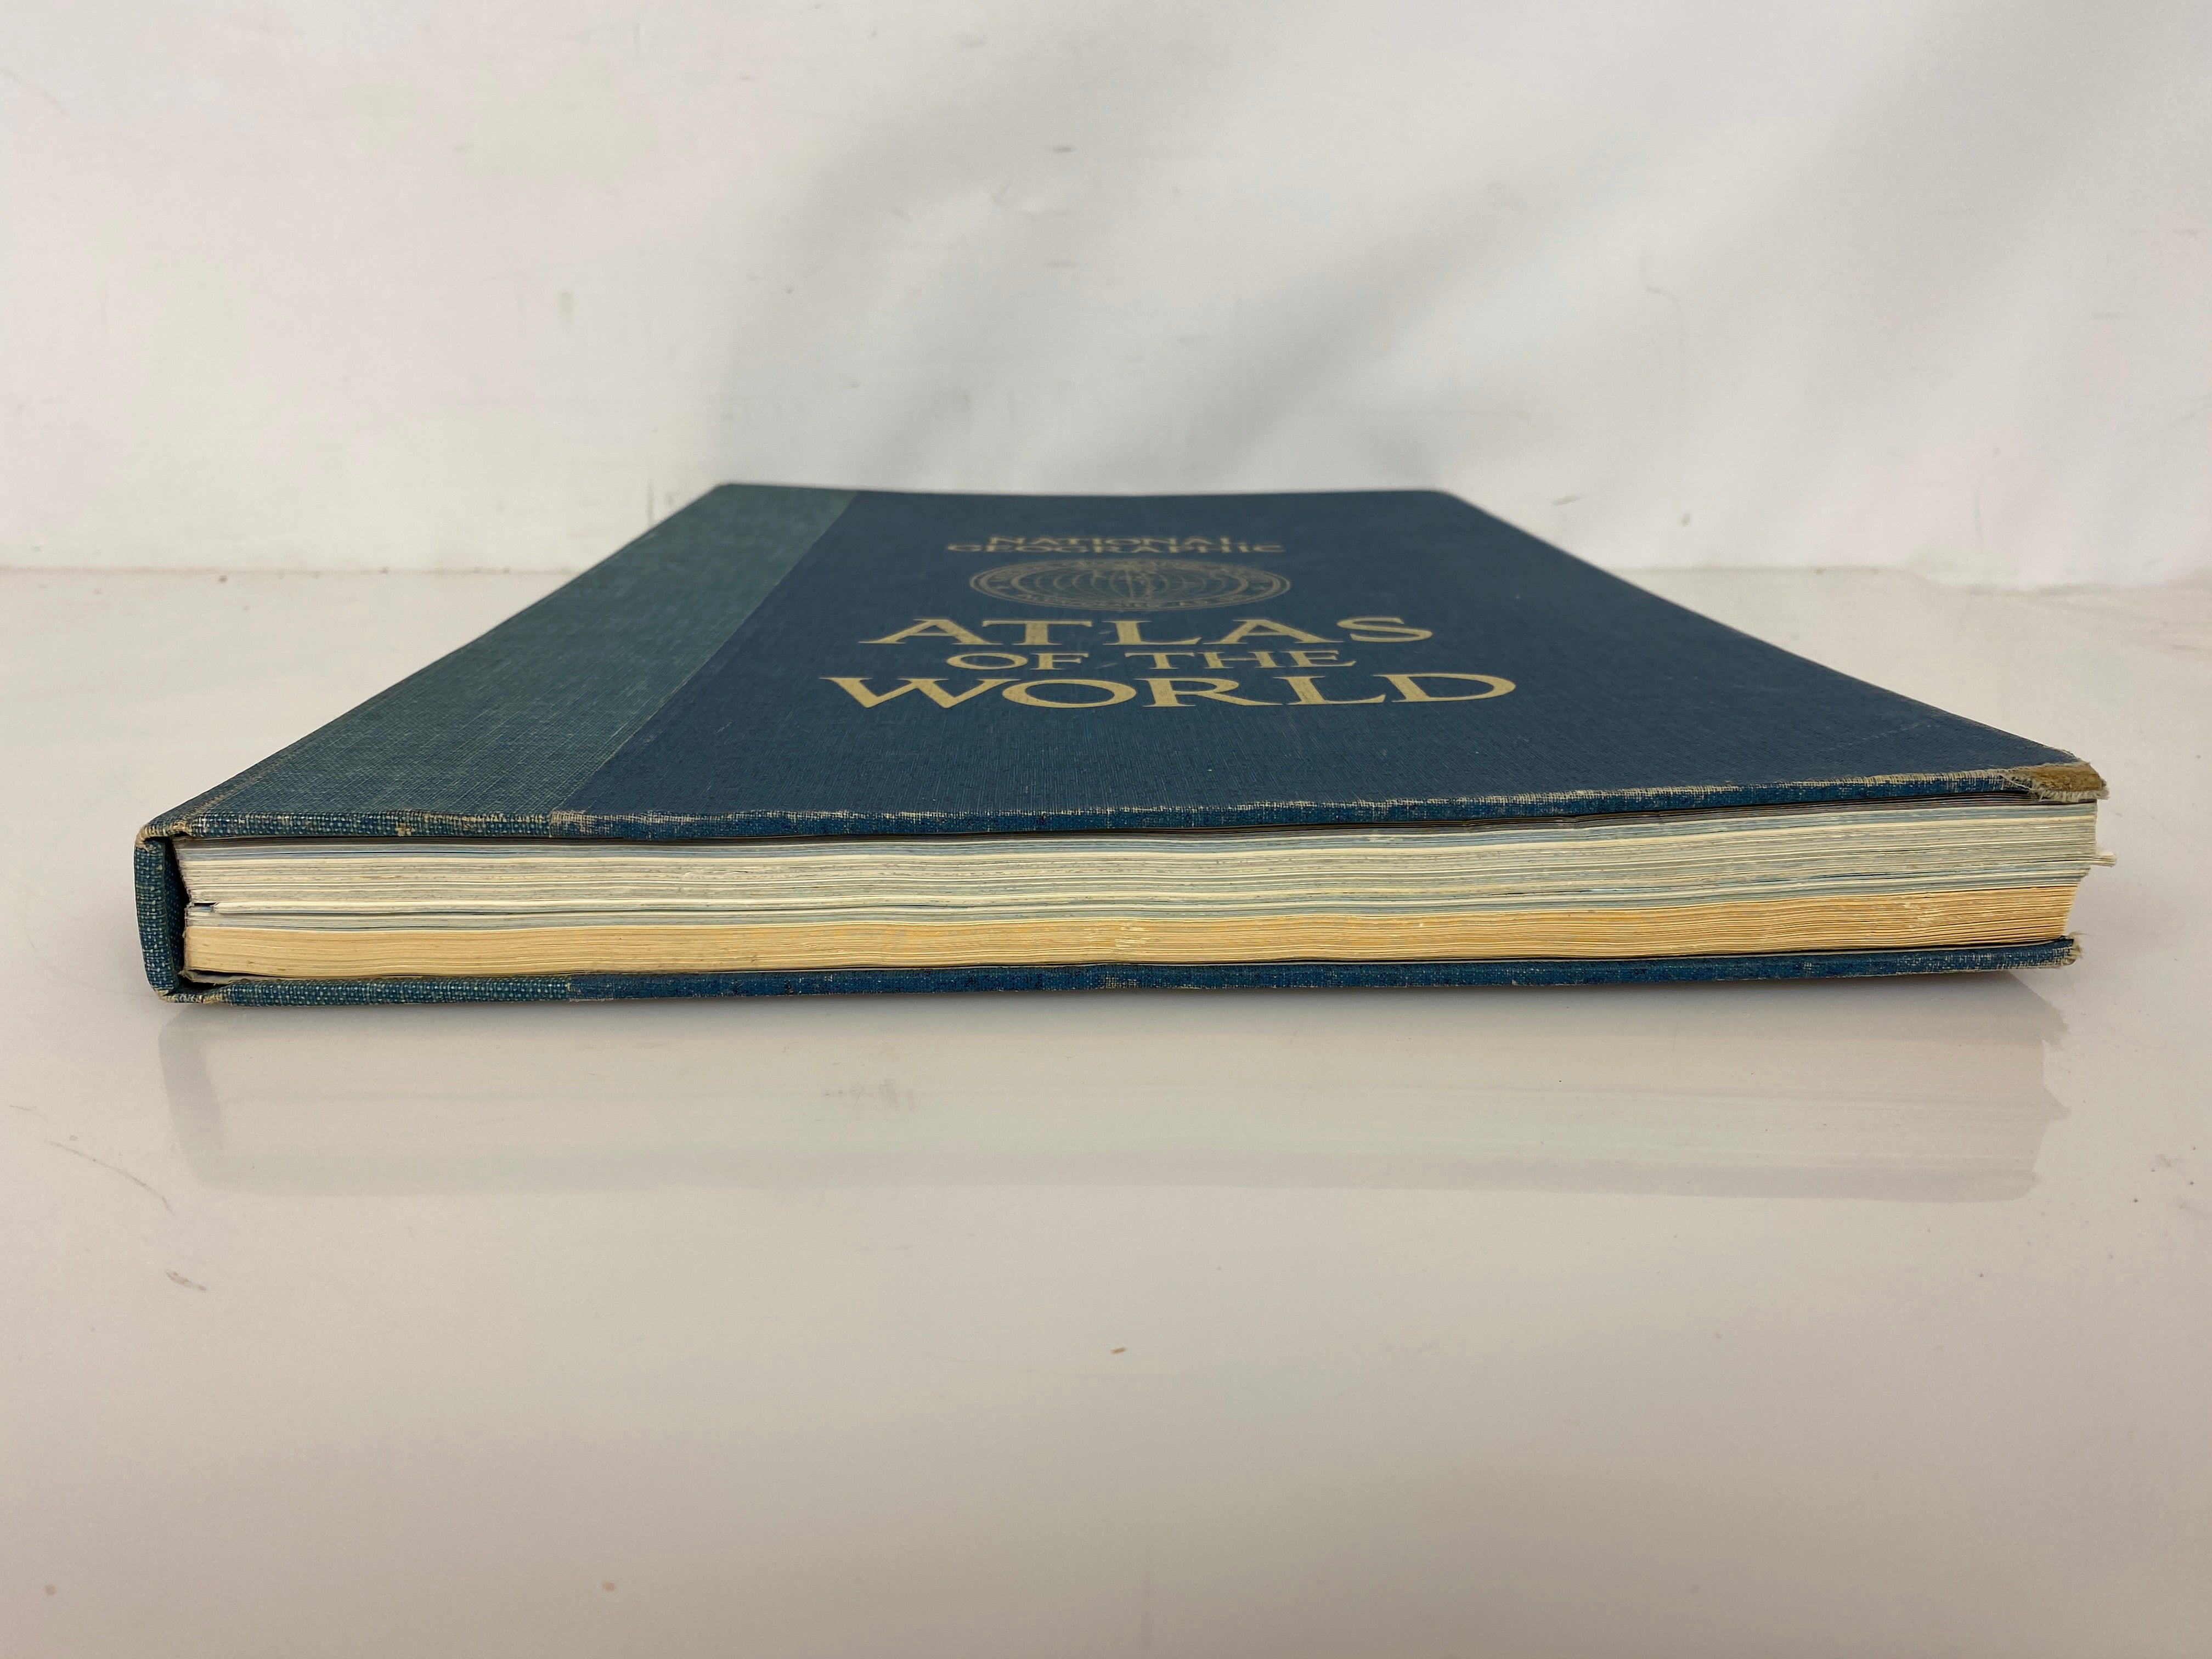 NATIONAL
GEOGRAPHIC
ATLAS
OF THE
WORLD